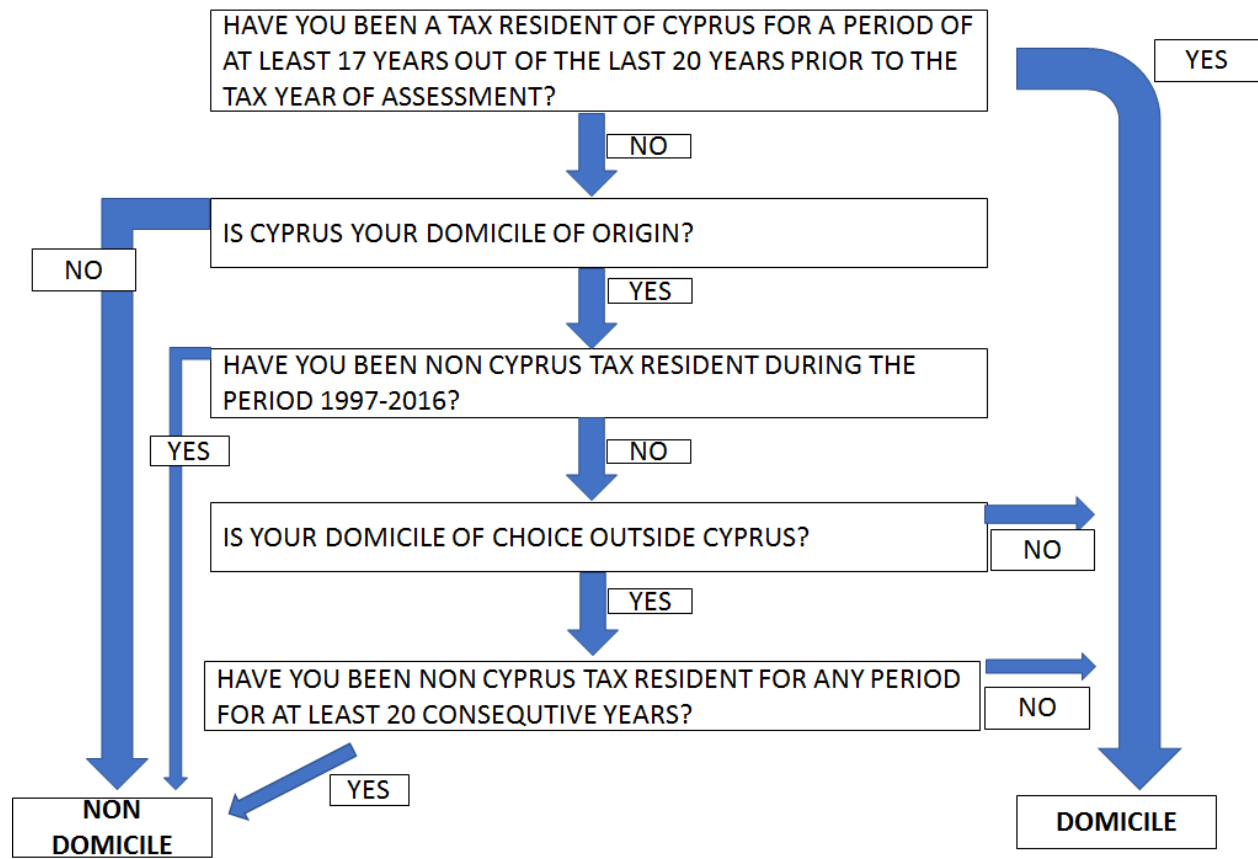 HAVE YOU BEEN A TAX RESIDENT OF CYPRUS FOR A PERIOD OF
AT LEAST 17 YEARS OUT OF THE LAST 20 YEARS PRIOR TO THE
TAX YEAR OF ASSESSMENT?
YES
NO
IS CYPRUS YOUR DOMICILE OF ORIGIN?
NO
YES
HAVE YOU BEEN NON CYPRUS TAX RESIDENT DURING THE
PERIOD 1997-2016?
YES
NO
IS YOUR DOMICILE OF CHOICE OUTSIDE CYPRUS?
NO
YES
HAVE YOU BEEN NON CYPRUS TAX RESIDENT FOR ANY PERIOD
FOR AT LEAST 20 CONSEQUTIVE YEARS?
NO
YES
NON
DOMICILE
DOMICILE